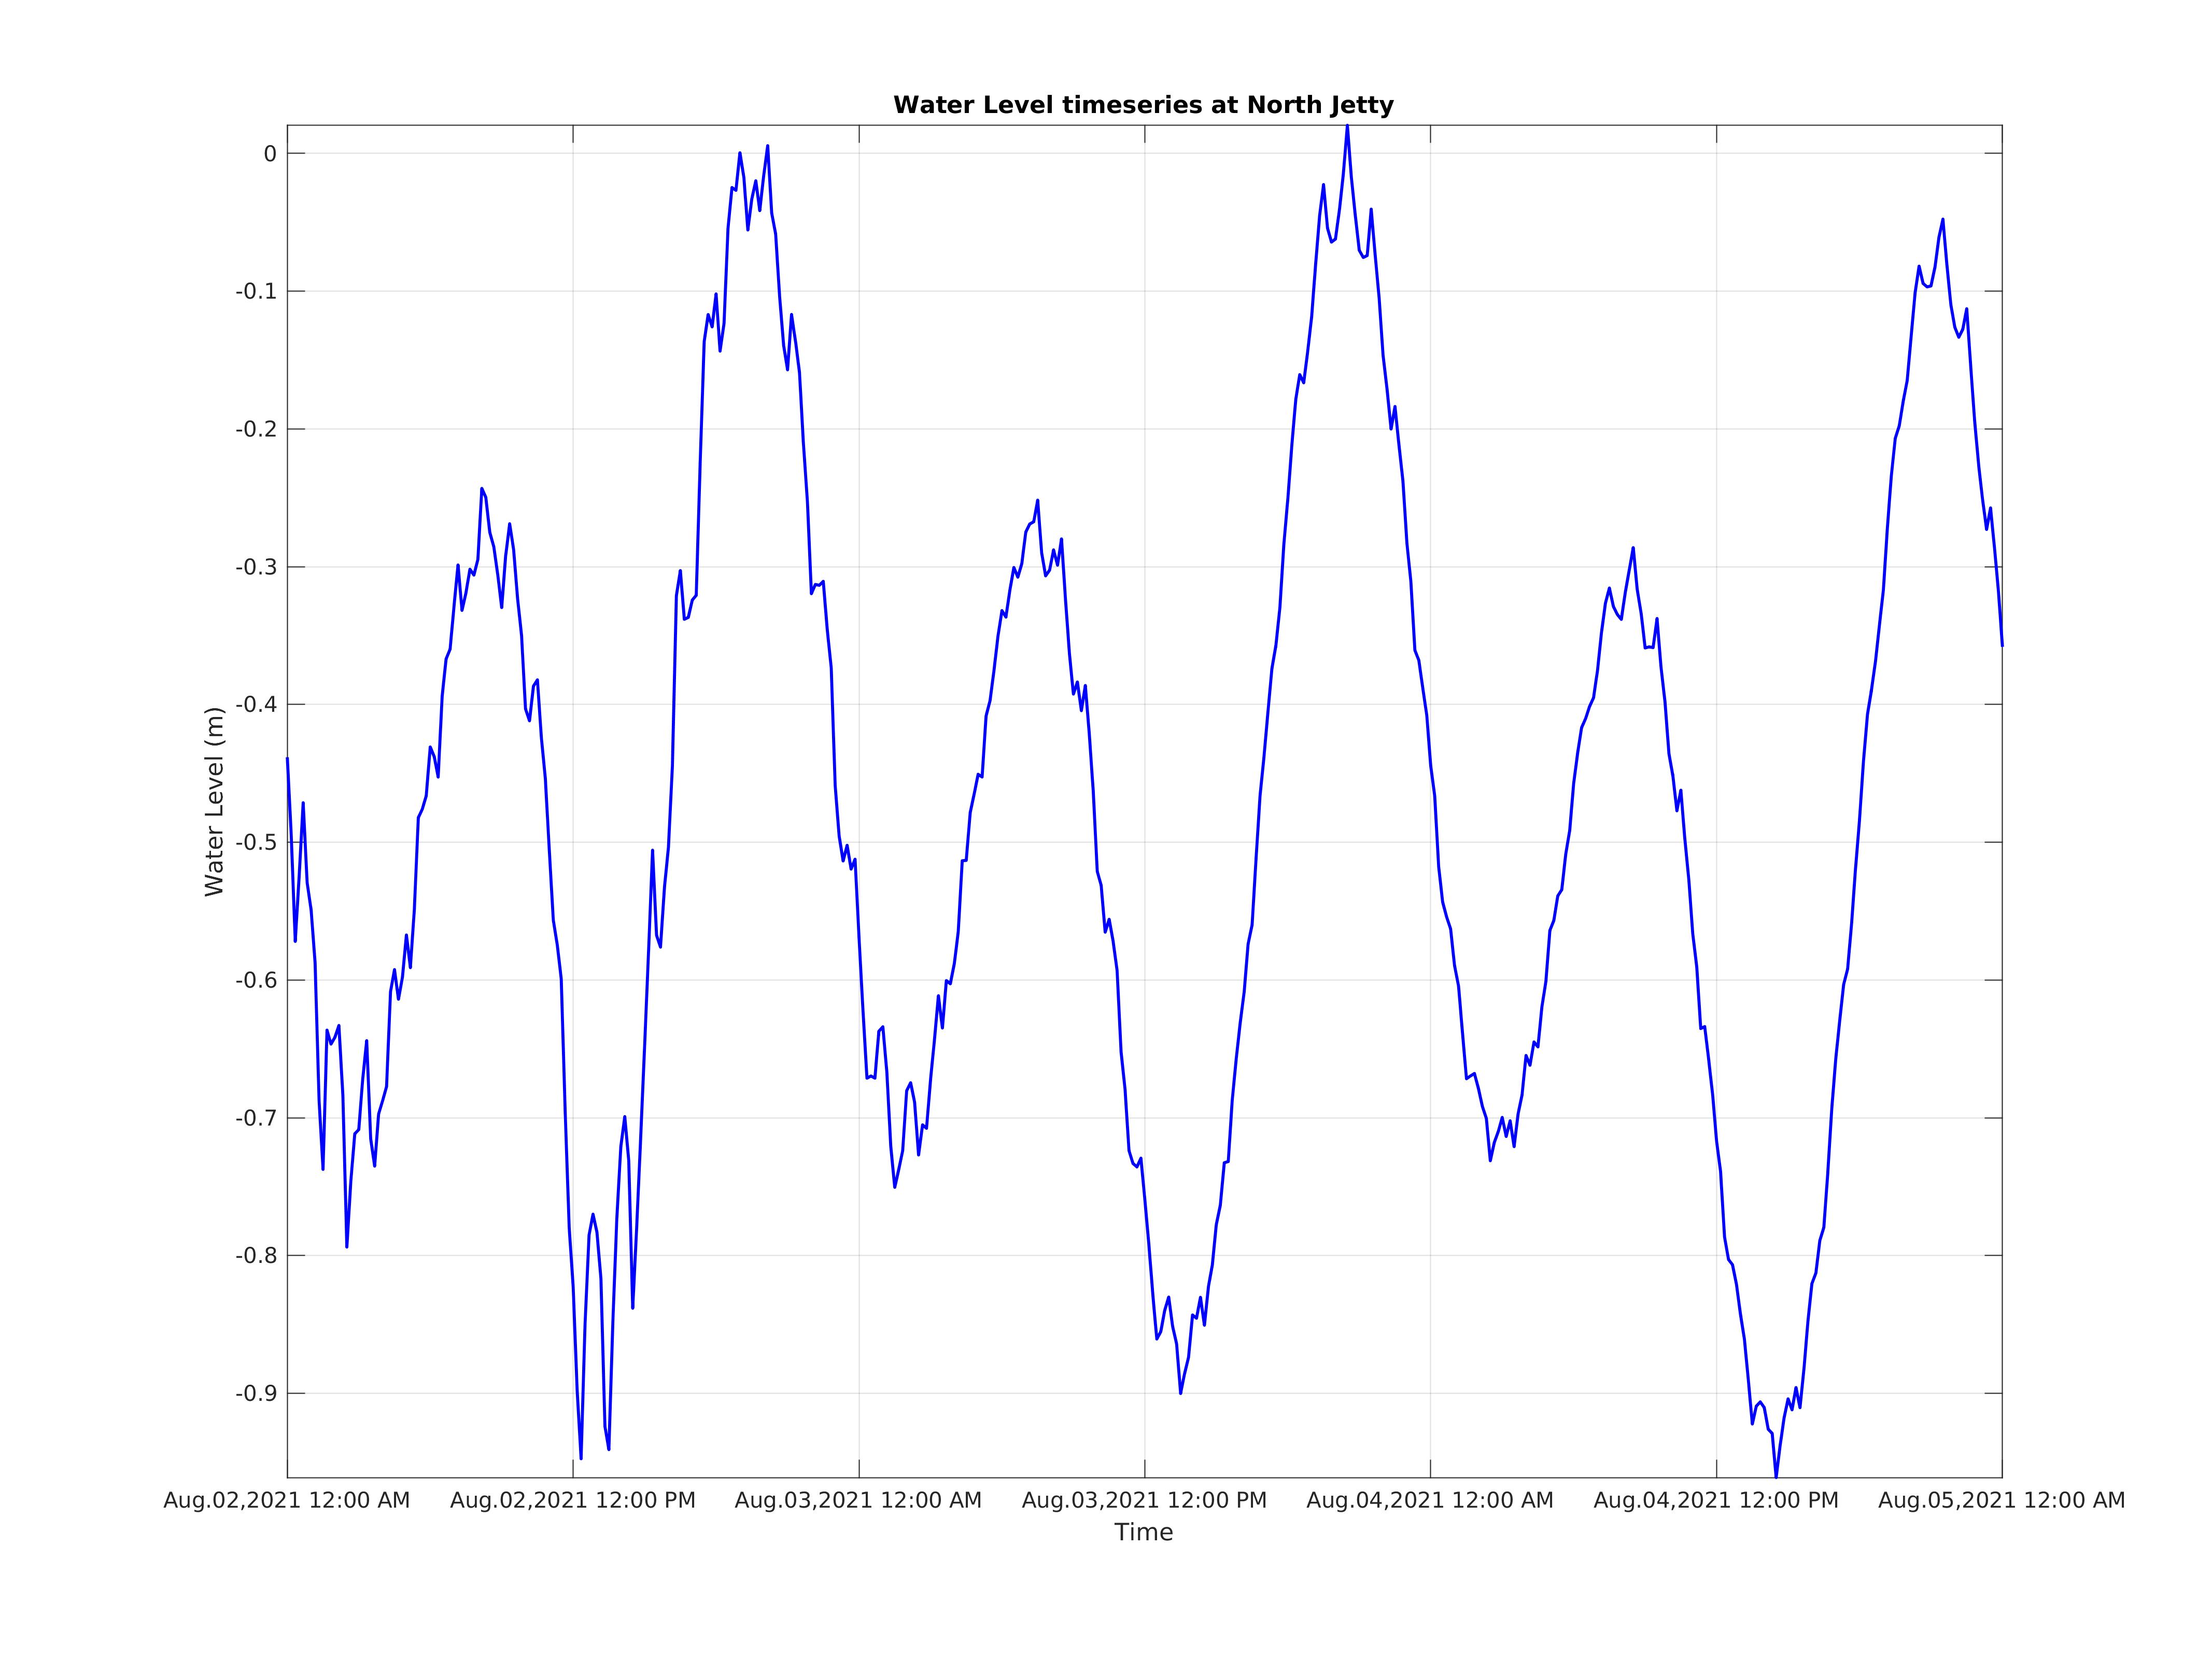 Water Level timeseries at North Jetty
0
-0.1
-0.2
-0.3
-0.4
-0.5
-0.6
-0.7
-0.8
-0.9
Water Level (m)
Aug.02,2021 12:00 AM Aug.02,2021 12:00 PM Aug.03,2021 12:00 AM Aug.03,2021 12:00 PM Aug.04,2021 12:00 AM Aug.04,2021 12:00 PM Aug.05,2021 12:00 AM
Time